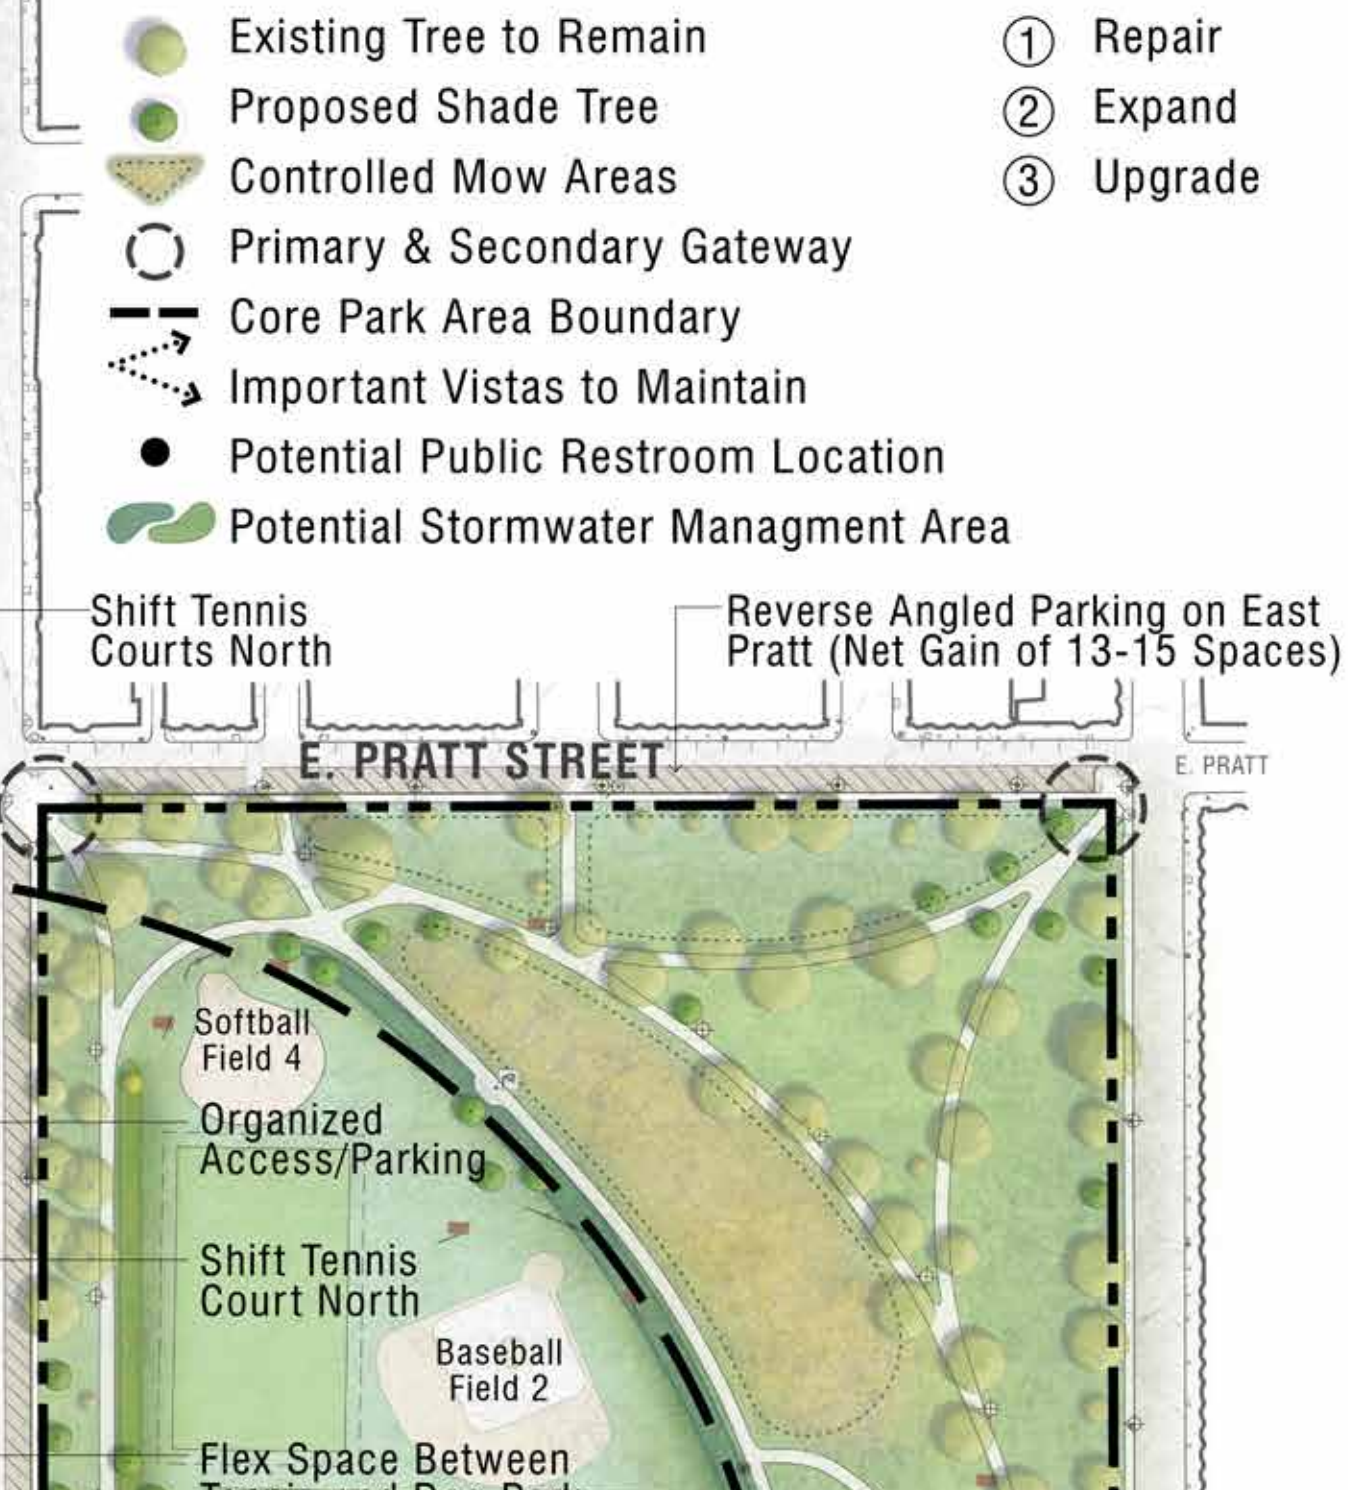 Existing Tree to Remain
Proposed Shade Tree
Controlled Mow Areas
Primary & Secondary Gateway
Core Park Area Boundary
Important Vistas to Maintain
Potential Public Restroom Location
Potential Stormwater Managment Area
1 Repair
2 Expand
3 Upgrade
Shift Tennis
Courts North
Reverse Angled Parking on East
Pratt (Net Gain of 13-15 Spaces)
E. PRATT STREET
E. PRATT
Softball
Field 4
Organized
Access/Parking
Shift Tennis
Court North
Baseball
Field 2
Flex Space Between